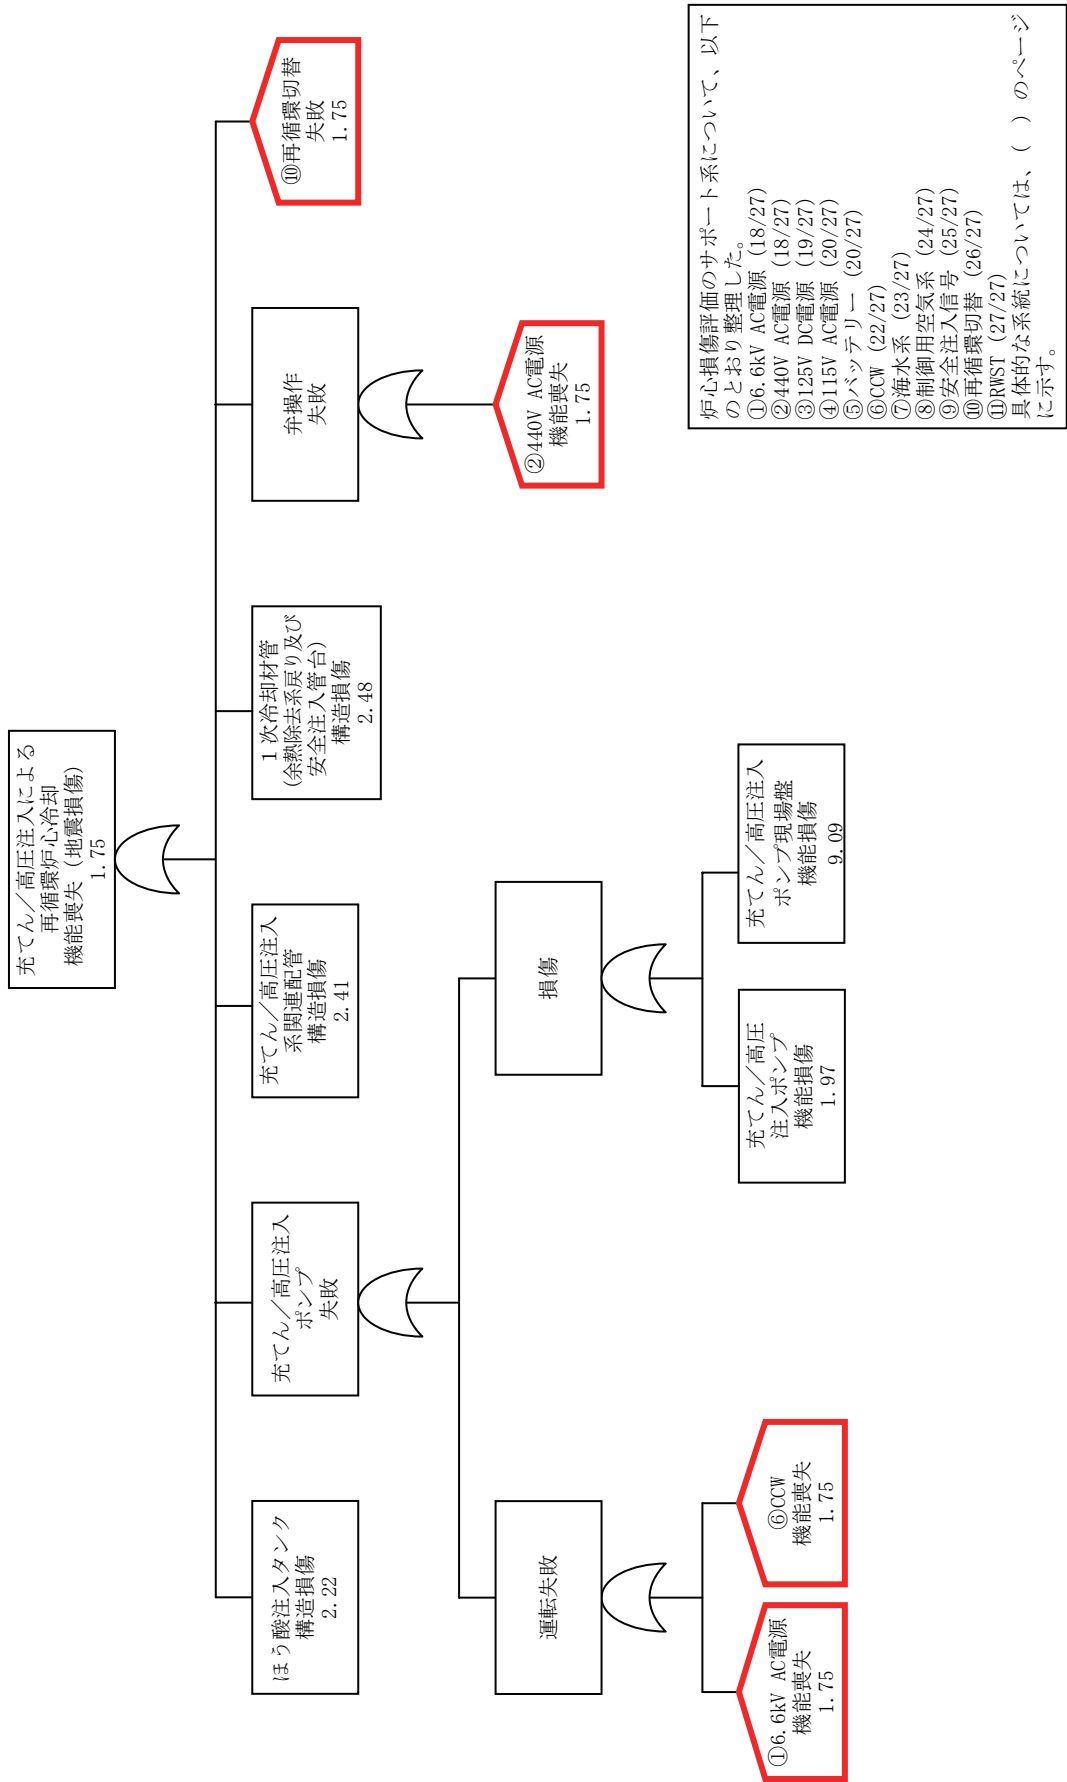 充てん／高圧注入による
再循環炉心冷却
機能喪失（地震損傷）
1.75
ほう酸注入タンク
構造損傷
2.22
充てん／高圧注入
ポンプ
失敗
充てん／高圧注入
系関連配管
構造損傷
2.41
１次冷却材管
(余熱除去系戻り及び
安全注入管台)
構造損傷
2.48
弁操作
失敗
⑩再循環切替
失敗
1.75
運転失敗
損傷
②440V AC電源
機能喪失
1.75
①6.6kV AC電源
機能喪失
1.75
⑥CCW
機能喪失
1.75
充てん／高圧
注入ポンプ
機能損傷
1.97
充てん／高圧注入
ポンプ現場盤
機能損傷
9.09
炉心損傷評価のサポート系について、以下
のとおり整理した。
①6.6kV AC電源 (18/27)
②440V AC電源 (18/27)
③125V DC電源 (19/27)
④115V AC電源 (20/27)
⑤バッテリー (20/27)
⑥CCW (22/27)
⑦海水系 (23/27)
⑧制御用空気系 (24/27)
⑨安全注入信号 (25/27)
⑩再循環切替 (26/27)
⑪RWST (27/27)
具体的な系統については、（ ）のページ
に示す。